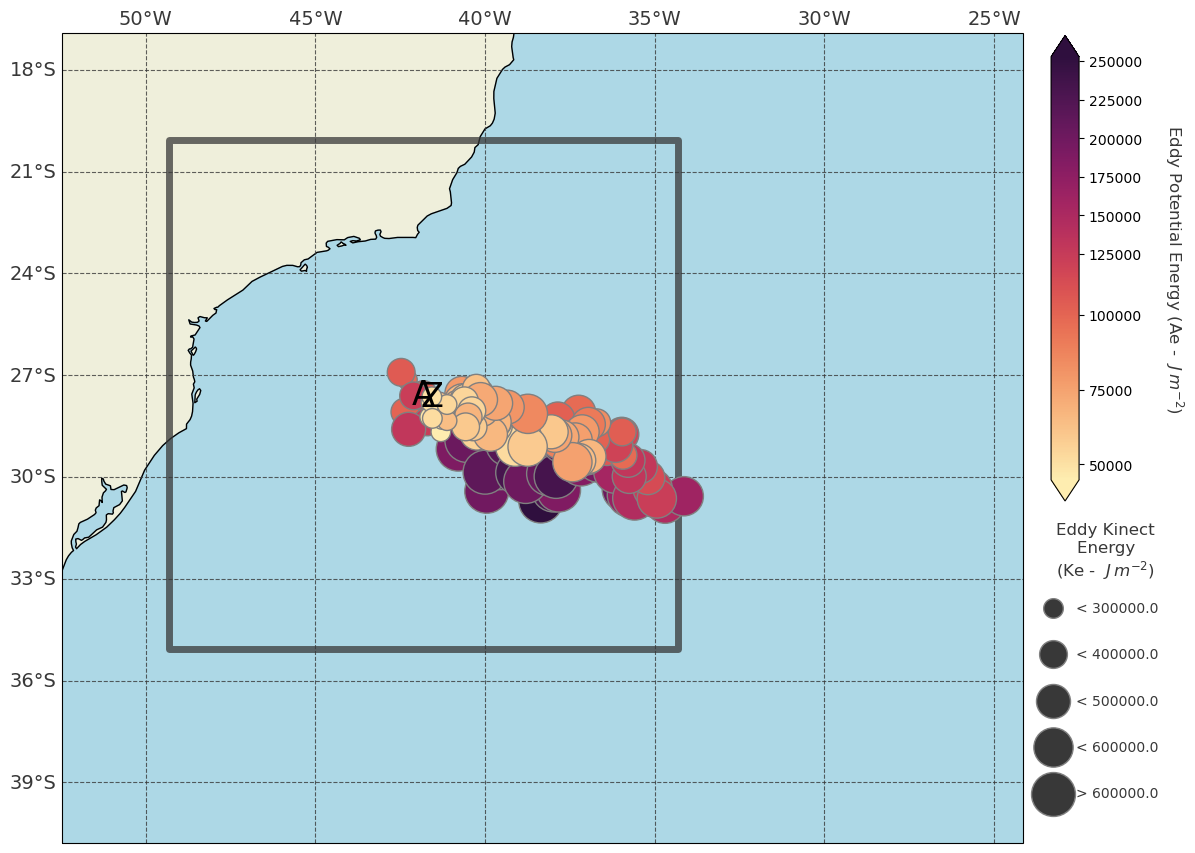 50°W 45°W 40°W 35°W 30°W 25°W
18°S
21°S
24°S
27°S
30°S
33°S
36°S
39°S
A
Z
250000
225000
200000
175000
150000
125000
100000
75000
50000
Eddy Potential Energy (Ae - J m⁻²)
Eddy Kinect
Energy
(Ke - J m⁻²)
< 300000.0
< 400000.0
< 500000.0
< 600000.0
> 600000.0